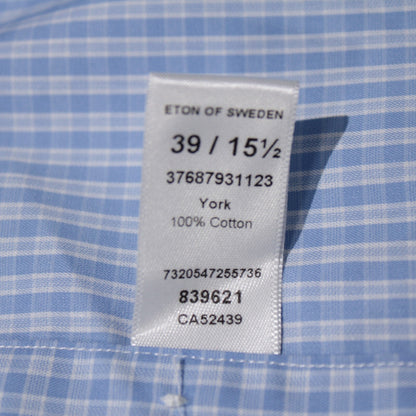 ETON OF SWEDEN
39 / 15½
37687931123
York
100% Cotton
7320547255736
839621
CA52439